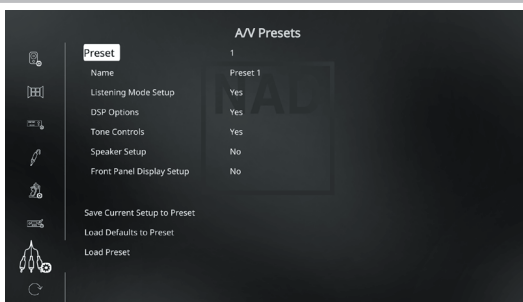 A/V Presets
Preset 1
Name Preset 1
Listening Mode Setup Yes
DSP Options Yes
Tone Controls Yes
Speaker Setup No
Front Panel Display Setup No
Save Current Setup to Preset
Load Defaults to Preset
Load Preset
NAD